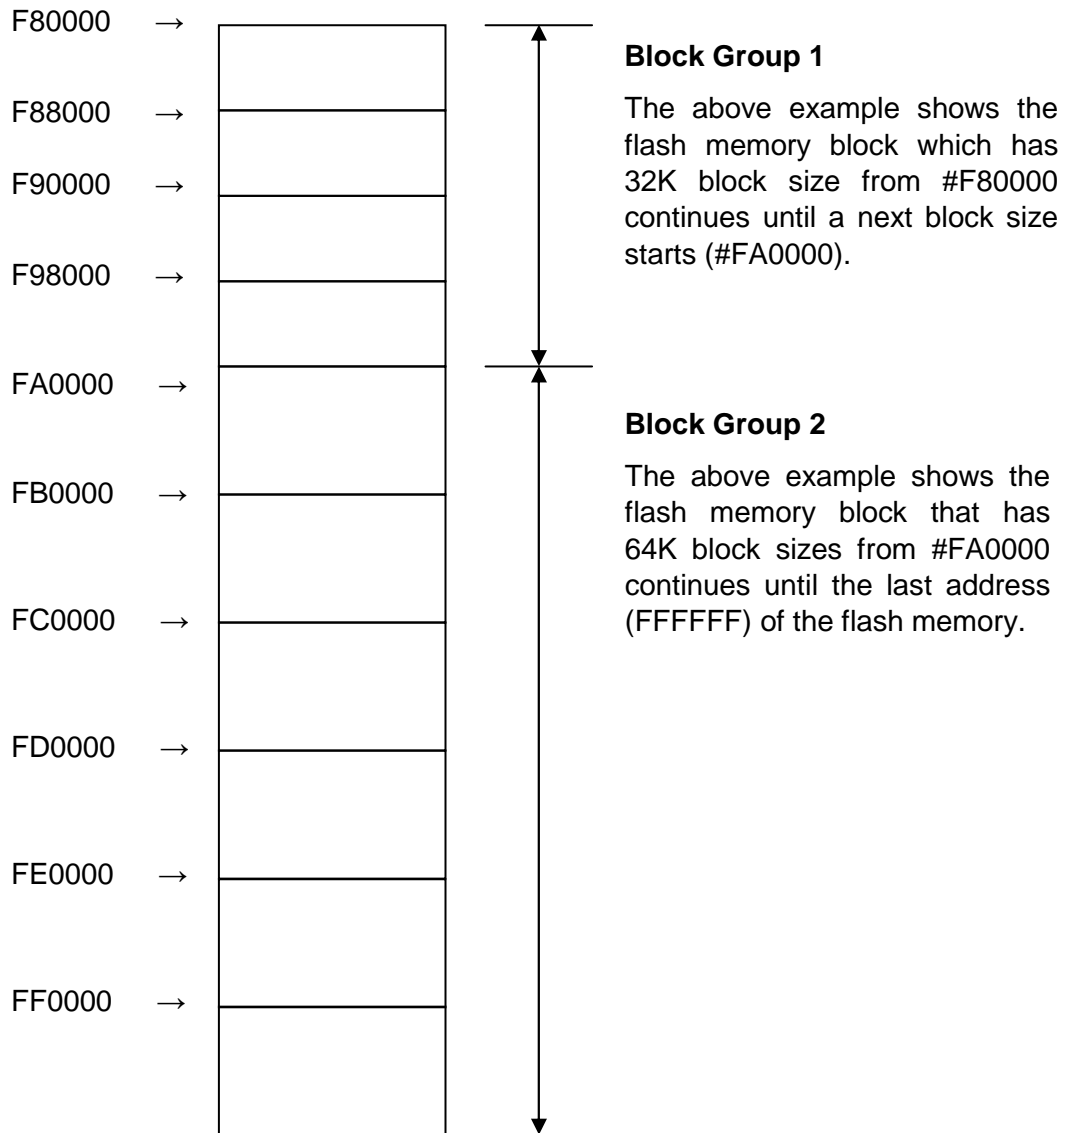 F80000 →
Block Group 1
The above example shows the
F88000 →
flash memory block which has
F90000 →
32K block size from #F80000
continues until a next block size
starts (#FA0000).
F98000 →
FA0000 →
Block Group 2
The above example shows the
FB0000 →
flash memory block that has
64K block sizes from #FA0000
continues until the last address
FC0000 →
(FFFFFF) of the flash memory.
FD0000 →
FE0000 →
FF0000 →